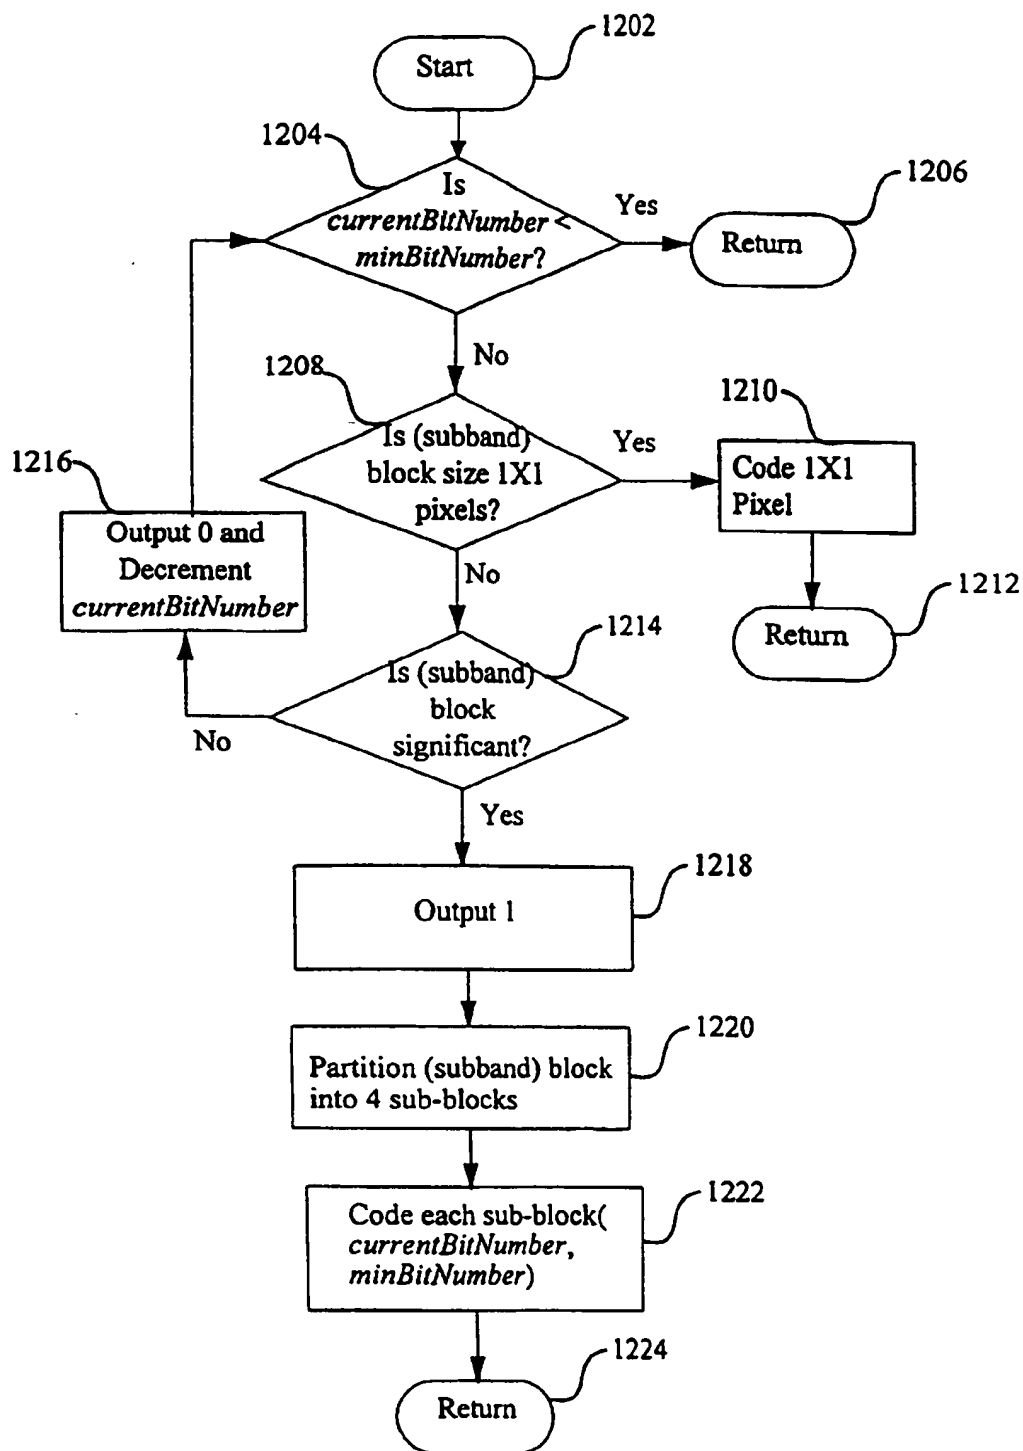 1202
Start
1204
Is
currentBitNumber <
minBitNumber?
Yes
1206
Return
No
1208
Is (subband)
block size 1X1
pixels?
Yes
1210
Code 1X1
Pixel
1216
Output 0 and
Decrement
currentBitNumber
No
1212
Return
1214
Is (subband)
block
significant?
No
Yes
1218
Output 1
1220
Partition (subband) block
into 4 sub-blocks
1222
Code each sub-block(
currentBitNumber,
minBitNumber)
1224
Return